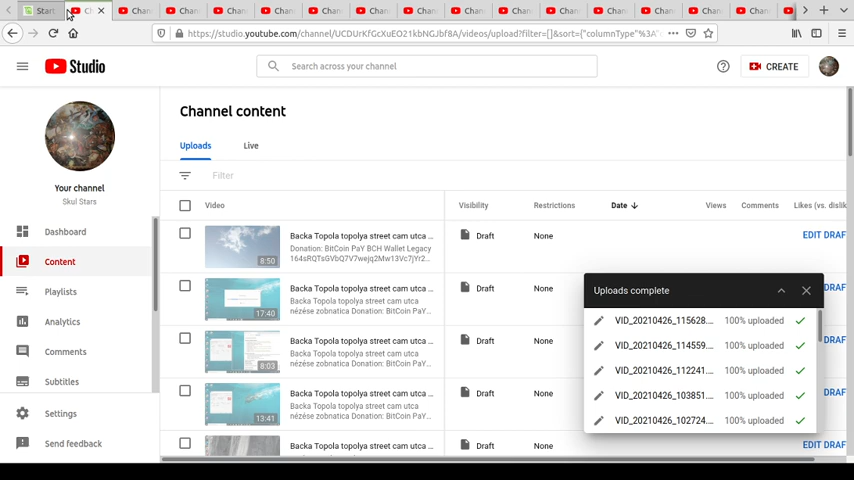 Start
Ch
Chan
Chan
Chan
Chan
Chan
Chan
Chan
Chan
Chan
Chan
Chan
Chan
Chan
https://studio.youtube.com/channel/UCDUrKfGcXuEO21kbNGJbf8A/videos/upload?filter=[]&sort={"columnType"%3A"
Studio
Search across your channel
CREATE
Channel content
Uploads
Live
Filter
Your channel
Skul Stars
Dashboard
Content
Playlists
Analytics
Comments
Subtitles
Settings
Send feedback
Video
Visibility
Restrictions
Date
Views
Comments
Likes (vs. dislik
Backa Topola topolya street cam utca ...
Donation: BitCoin PaY BCH Wallet Legacy
164sRQTsGVbQ7V7wejq2Mw13Vc7jYr2...
8:50
Draft
None
EDIT DRAF
Backa Topola topolya street cam utca ...
nézése zobnatica Donation: BitCoin PaY...
17:40
Draft
None
DRAF
Backa Topola topolya street cam utca ...
nézése zobnatica Donation: BitCoin PaY...
8:03
Draft
None
DRAF
Backa Topola topolya street cam utca ...
nézése zobnatica Donation: BitCoin PaY...
13:41
Draft
None
DRAF
Backa Topola topolya street cam utca ...
Draft
None
EDIT DRAF
Uploads complete
VID_20210426_115628.... 100% uploaded
VID_20210426_114559.... 100% uploaded
VID_20210426_112241.... 100% uploaded
VID_20210426_103851.... 100% uploaded
VID_20210426_102724.... 100% uploaded